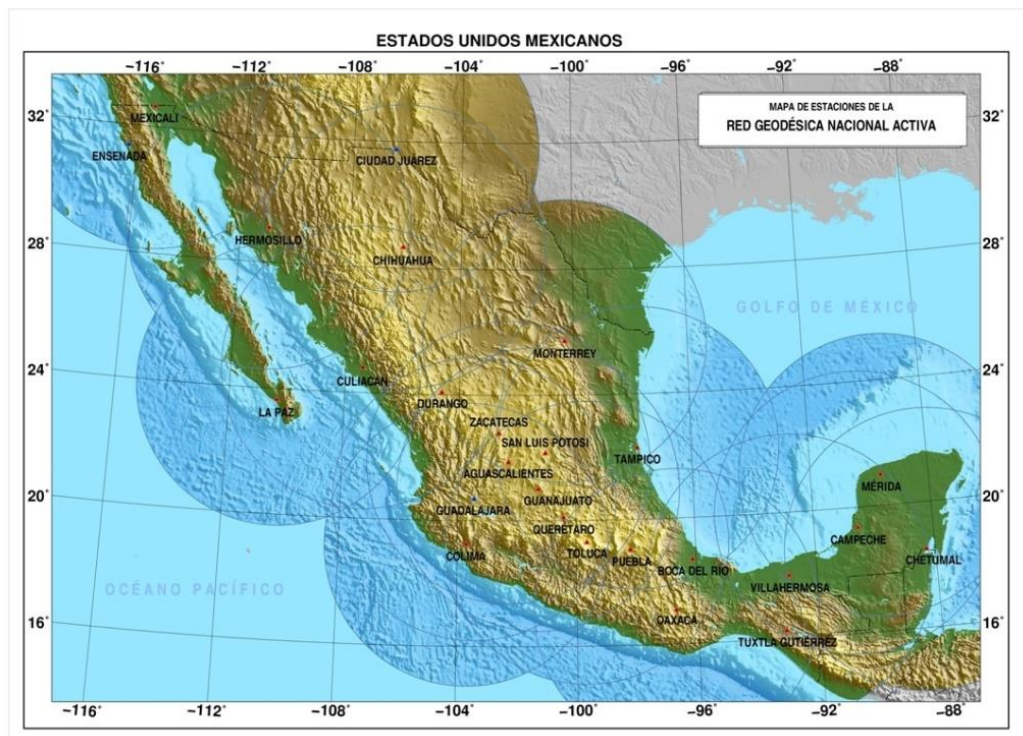 ESTADOS UNIDOS MEXICANOS
−116° −112° −108° −104° −100° −96° −92° −88°
MAPA DE ESTACIONES DE LA
RED GEODÉSICA NACIONAL ACTIVA
32° 32°
MEXICALI
ENSENADA
CIUDAD JUÁREZ
HERMOSILLO
28° 28°
CHIHUAHUA
GOLFO DE MÉXICO
MONTERREY
24° 24°
CULIACAN
DURANGO
LA PAZ
ZACATECAS
SAN LUIS POTOSI
TAMPICO
AGUASCALIENTES
MÉRIDA
20° 20°
GUANAJUATO
GUADALAJARA
QUERÉTARO
CAMPECHE
COLIMA
TOLUCA
PUEBLA
CHETUMAL
BOCA DEL RÍO
VILLAHERMOSA
OCÉANO PACÍFICO
16° 16°
OAXACA
TUXTLA GUTIÉRREZ
−116° −112° −108° −104° −100° −96° −92° −88°